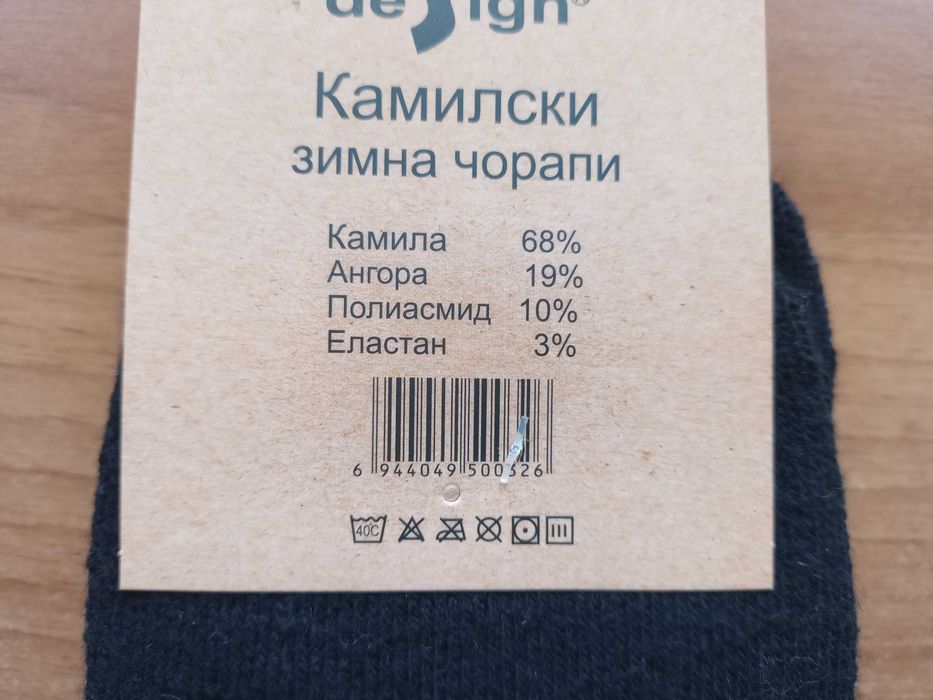 deSign®
Камилски
зимна чорапи
Камила 68%
Ангора 19%
Полиасмид 10%
Еластан 3%
6 944049 500326
40C